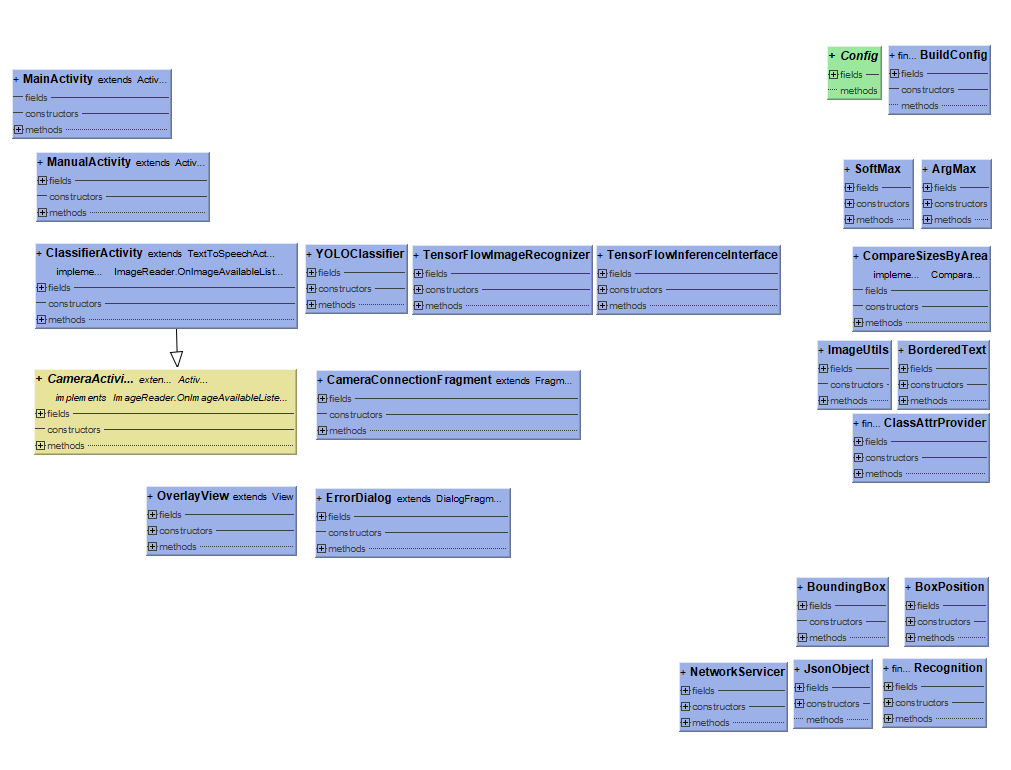 + MainActivity extends Activ...
fields
constructors
methods
+ ManualActivity extends Activ...
fields
constructors
methods
+ ClassifierActivity extends TextToSpeechAct...
impleme... ImageReader.OnImageAvailableList...
fields
constructors
methods
+ YOLOClassifier
fields
constructors
methods
+ TensorFlowImageRecognizer
fields
constructors
methods
+ TensorFlowInferenceInterface
fields
constructors
methods
+ CameraActivi... exten... Activ...
implements ImageReader.OnImageAvailableListe...
fields
constructors
methods
+ CameraConnectionFragment extends Fragm...
fields
constructors
methods
+ OverlayView extends View
fields
constructors
methods
+ ErrorDialog extends DialogFragm...
fields
constructors
methods
+ Config
fields
methods
+ fin... BuildConfig
fields
constructors
methods
+ SoftMax
fields
constructors
methods
+ ArgMax
fields
constructors
methods
+ CompareSizesByArea
impleme... Compara...
fields
constructors
methods
+ ImageUtils
fields
constructors
methods
+ BorderedText
fields
constructors
methods
+ fin... ClassAttrProvider
fields
constructors
methods
+ BoundingBox
fields
constructors
methods
+ BoxPosition
fields
constructors
methods
+ NetworkServicer
fields
constructors
methods
+ JsonObject
fields
constructors
methods
+ fin... Recognition
fields
constructors
methods